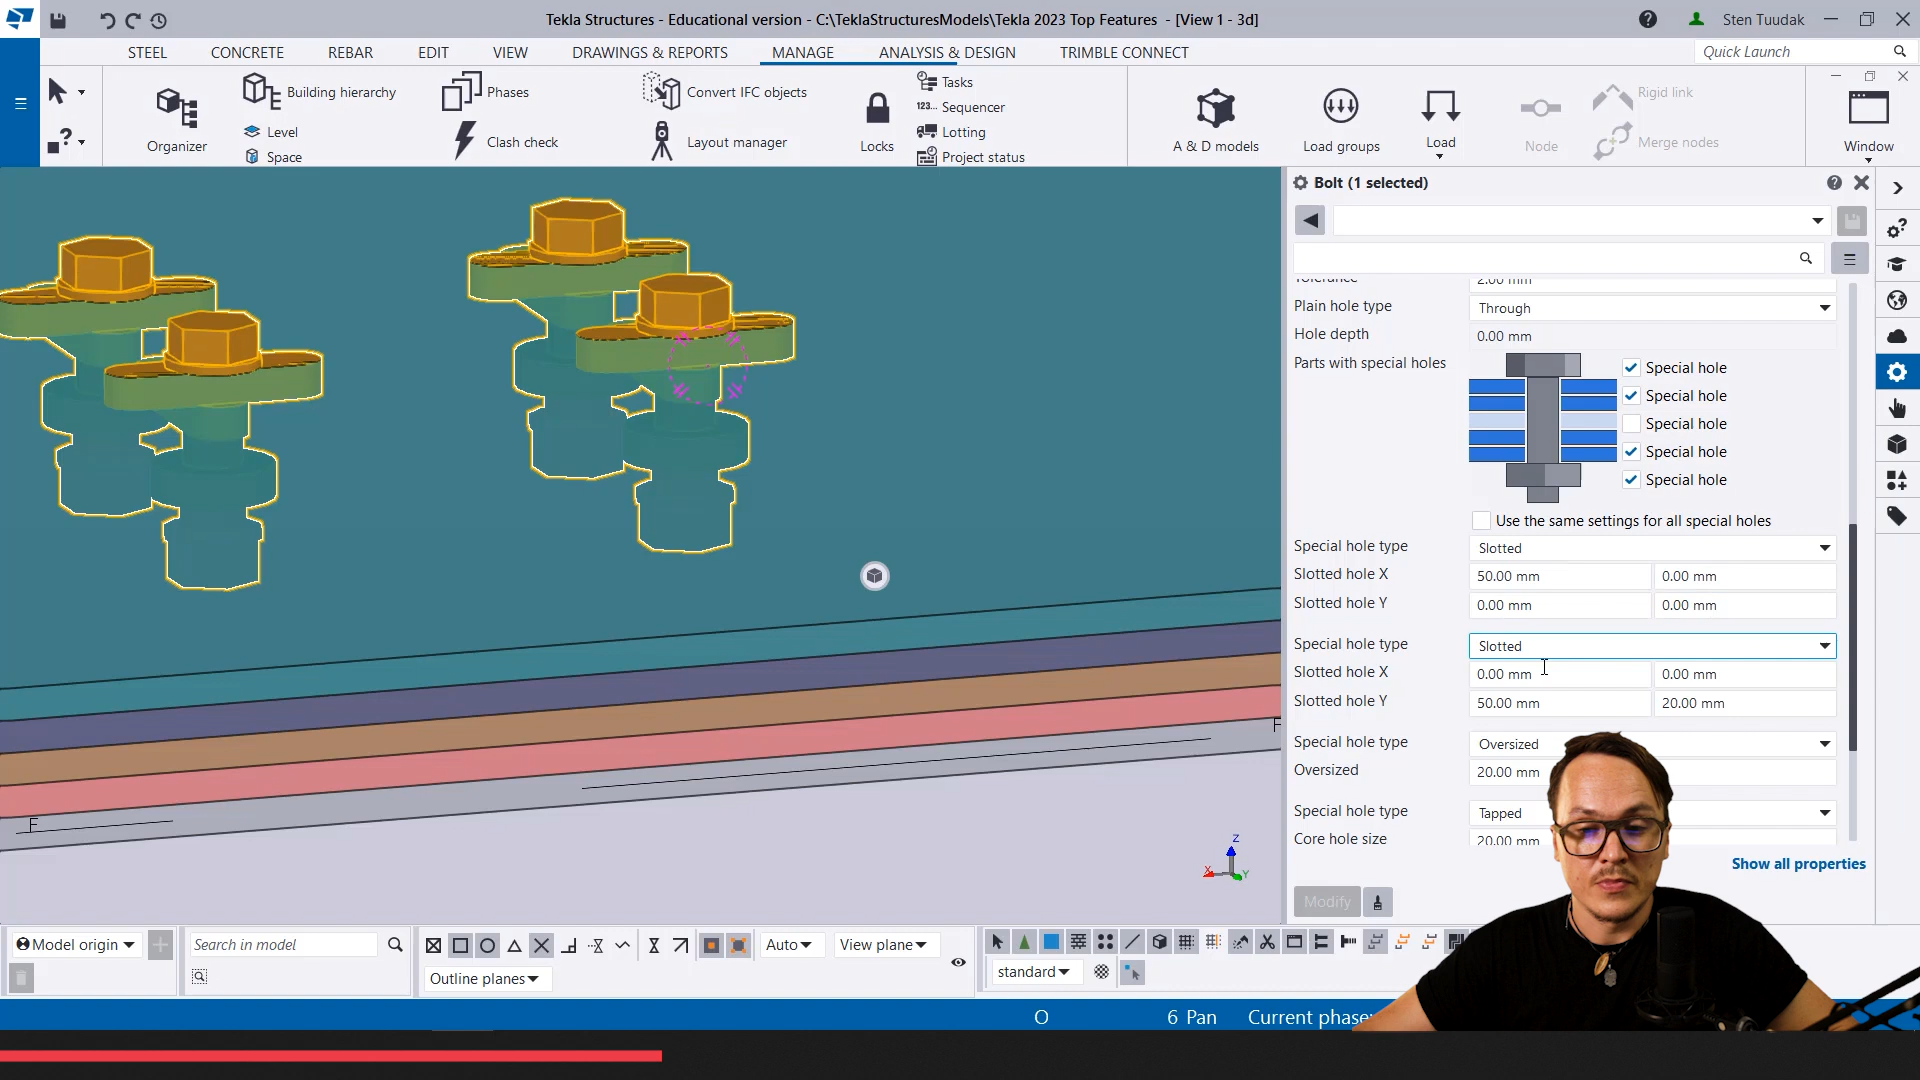 Tekla Structures - Educational version - C:\TeklaStructuresModels\Tekla 2023 Top Features - [View 1 - 3d]
Sten Tuudak
STEEL CONCRETE REBAR EDIT VIEW DRAWINGS & REPORTS MANAGE ANALYSIS & DESIGN TRIMBLE CONNECT
Quick Launch
Organizer
Building hierarchy
Level
Space
Phases
Clash check
Convert IFC objects
Layout manager
Locks
Tasks
123... Sequencer
Lotting
Project status
A & D models
Load groups
Load
Node
Rigid link
Merge nodes
Window
Bolt (1 selected)
Tolerance 2.00 mm
Plain hole type Through
Hole depth 0.00 mm
Parts with special holes
Special hole
Special hole
Special hole
Special hole
Special hole
Use the same settings for all special holes
Special hole type Slotted
Slotted hole X 50.00 mm 0.00 mm
Slotted hole Y 0.00 mm 0.00 mm
Special hole type Slotted
Slotted hole X 0.00 mm 0.00 mm
Slotted hole Y 50.00 mm 20.00 mm
Special hole type Oversized
Oversized 20.00 mm
Special hole type Tapped
Core hole size 20.00 mm
Show all properties
Modify
F
F
Z
X
Y
Model origin
Search in model
Auto
View plane
Outline planes
standard
O
6 Pan
Current phase: